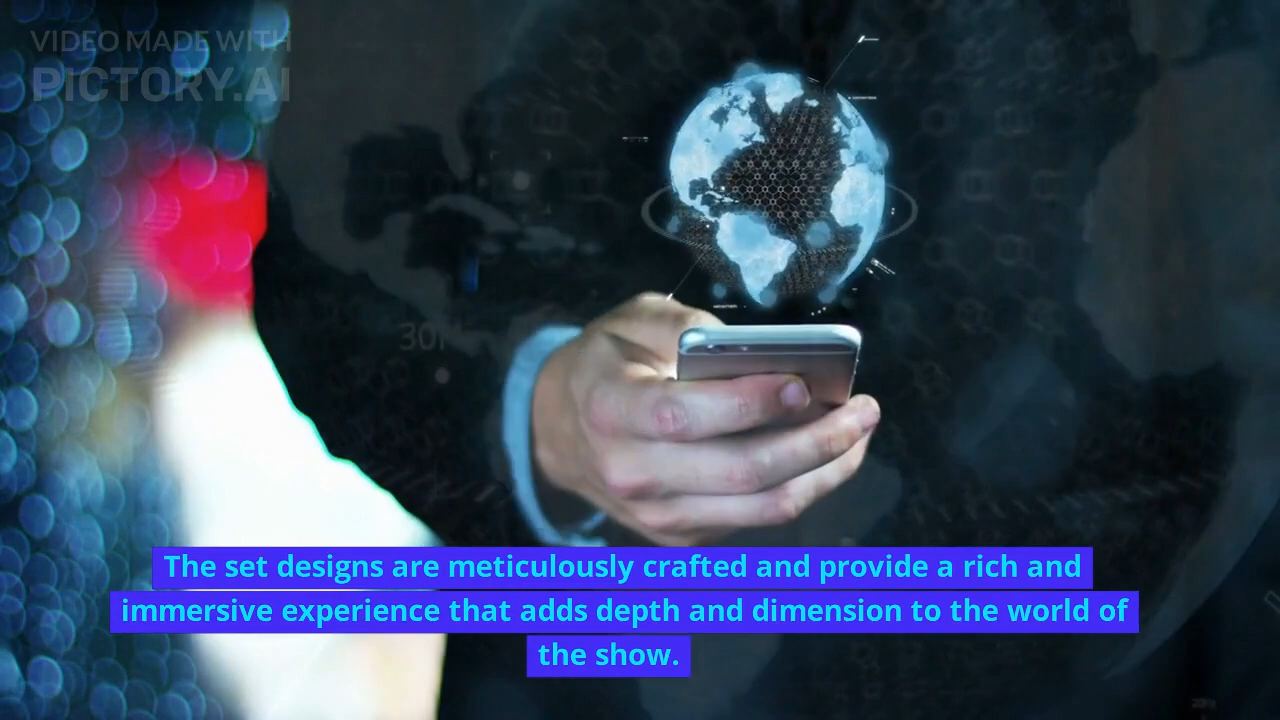 VIDEO MADE WITH
PICTORY.AI
The set designs are meticulously crafted and provide a rich and
immersive experience that adds depth and dimension to the world of
the show.